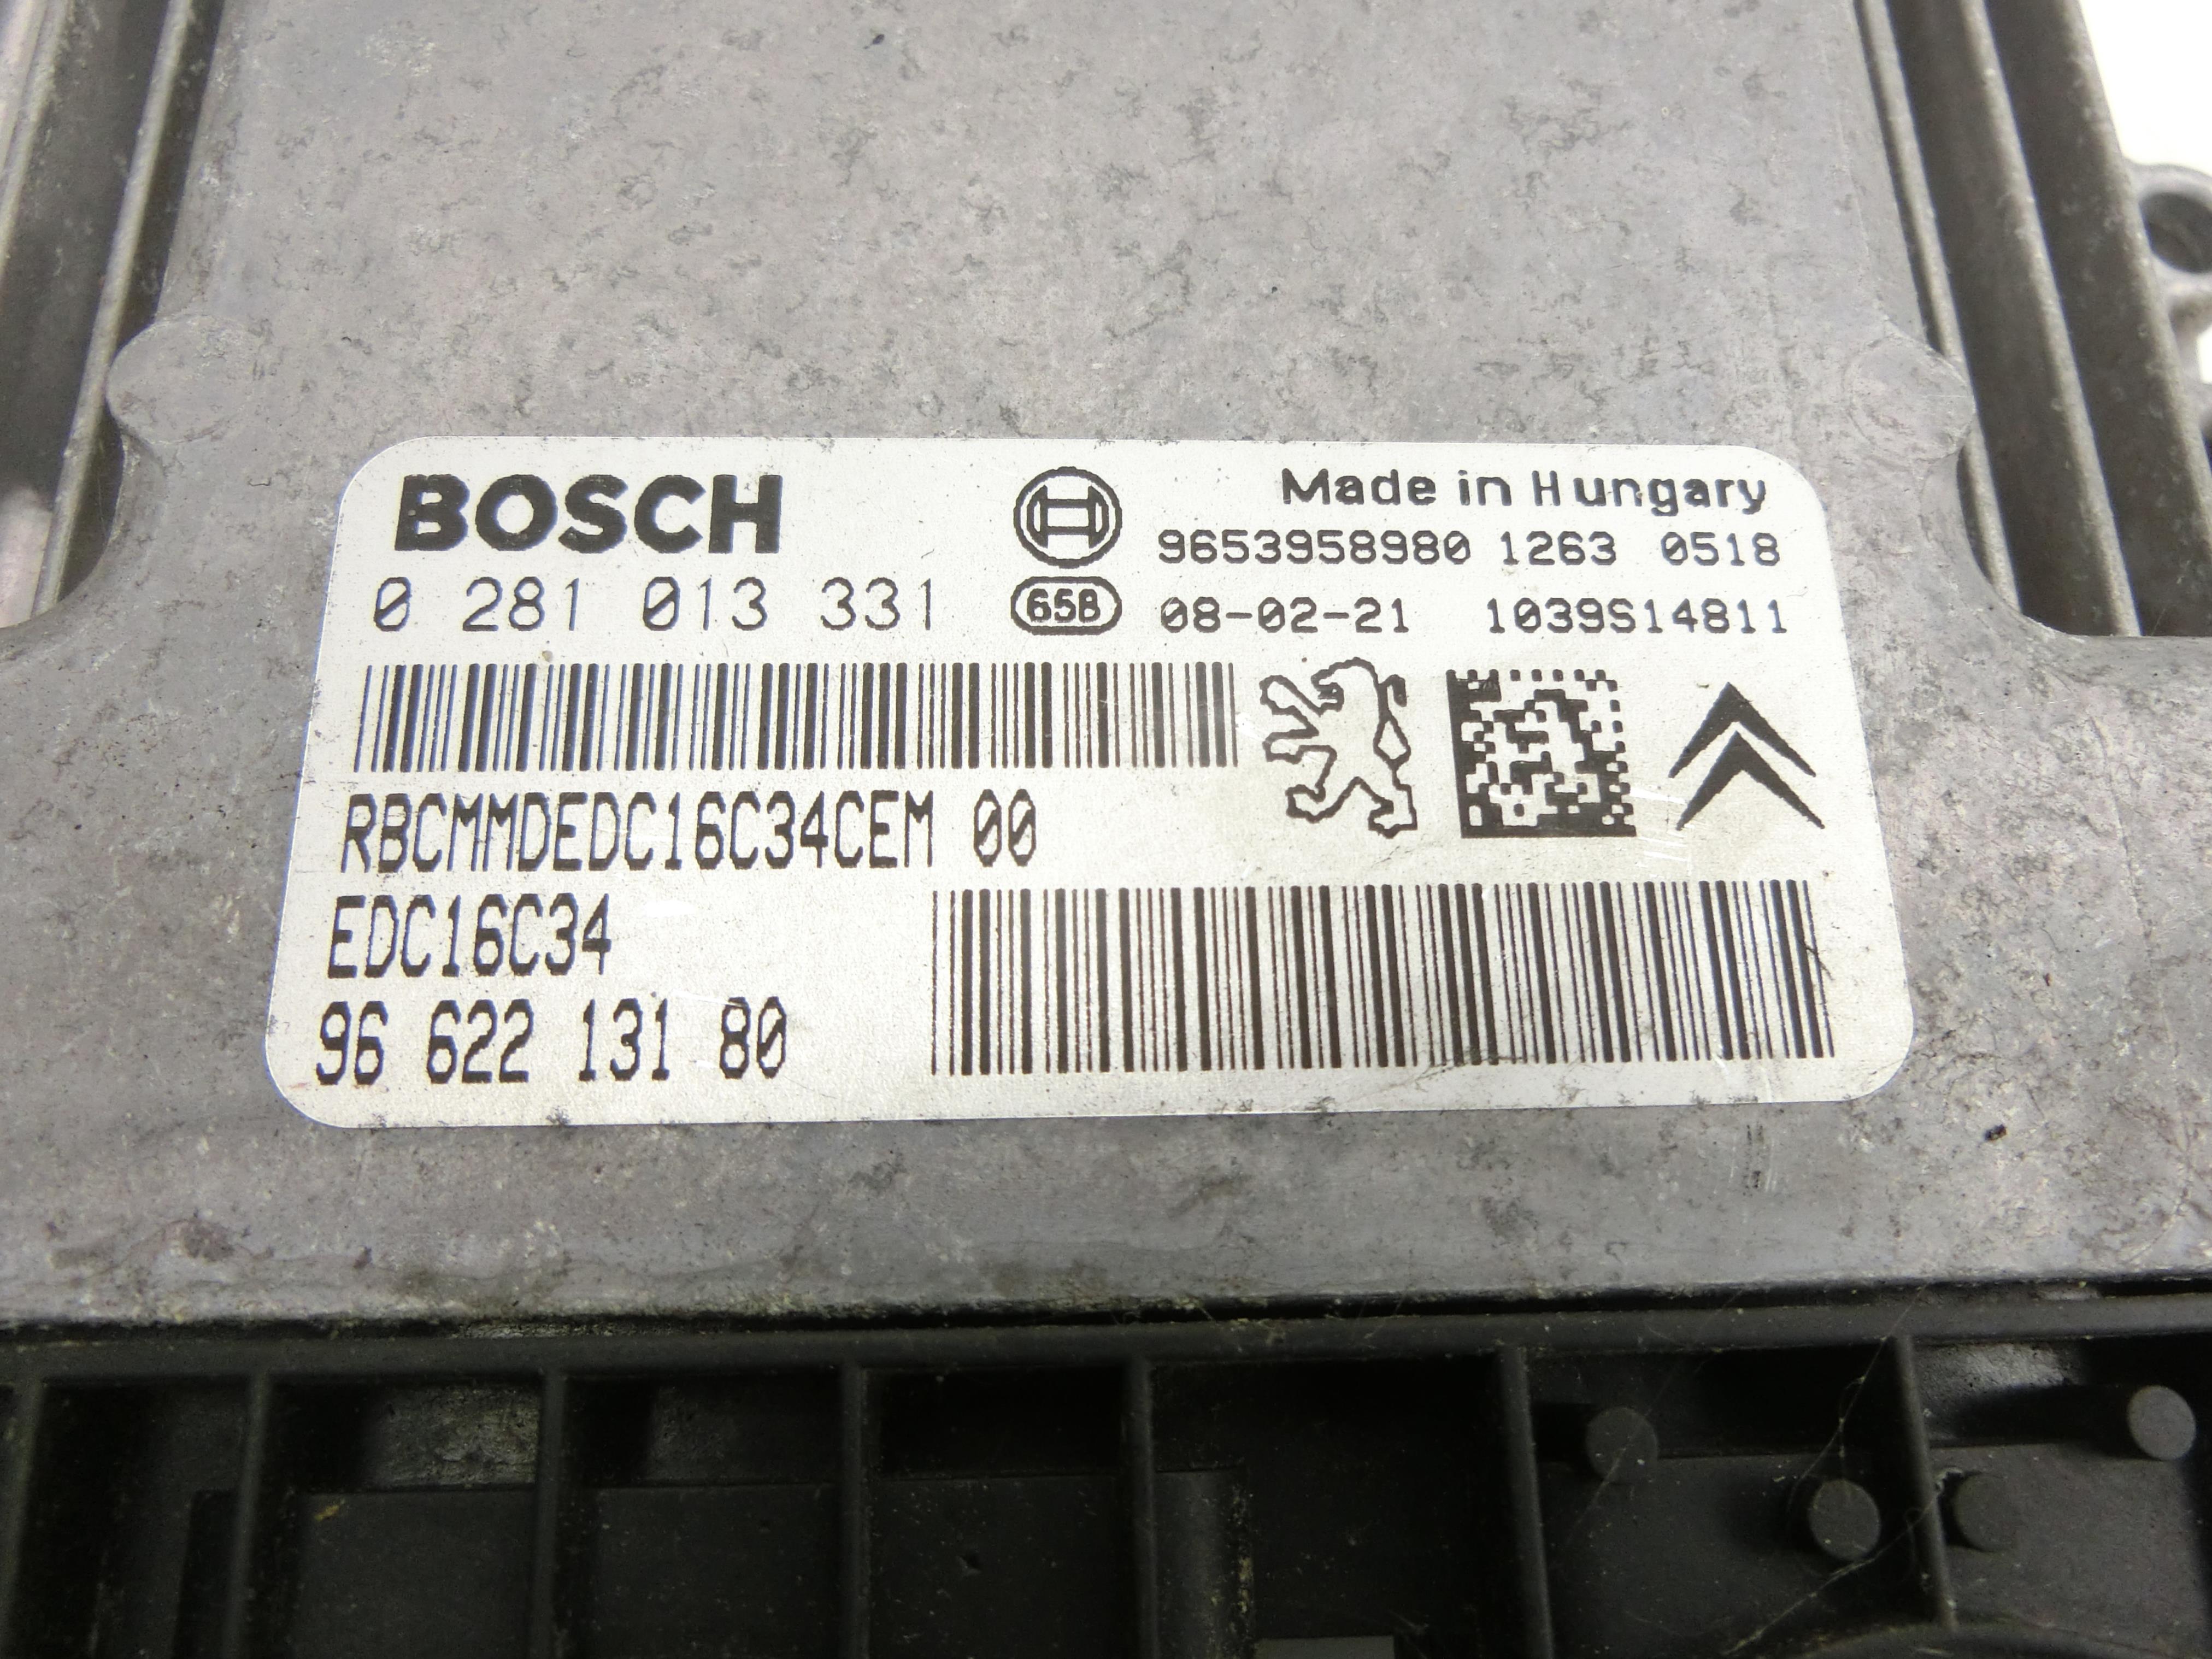 BOSCH
Made in Hungary
9653958980 1263 0518
0 281 013 331
65B
08-02-21 1039S14811
RBCMMDEDC16C34CEM 00
EDC16C34
96 622 131 80